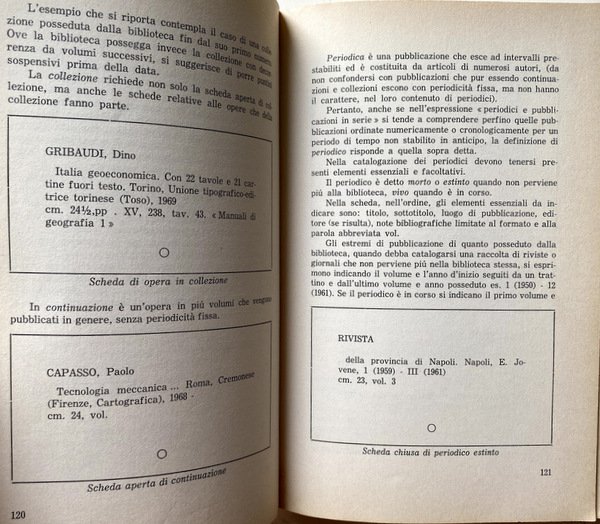 L'esempio che si riporta contempla il caso di una colle-
zione posseduta dalla biblioteca fin dal suo primo numero.
Ove la biblioteca possegga invece la collezione con decor-
renza da volumi successivi, si suggerisce di porre puntini
sospensivi prima della data.
La collezione richiede non solo la scheda aperta di col-
lezione, ma anche le schede relative alle opere che della
collezione fanno parte.
GRIBAUDI, Dino
Italia geoeconomica. Con 22 tavole e 21 car-
tine fuori testo. Torino, Unione tipografico-edi-
trice torinese (Toso), 1969
cm. 24½,pp . XV, 238, tav. 43. « Manuali di
geografia 1 »
Scheda di opera in collezione
In continuazione è un'opera in più volumi che vengono
pubblicati in genere, senza periodicità fissa.
CAPASSO, Paolo
Tecnologia meccanica ... Roma, Cremonese
(Firenze, Cartografica), 1968 -
cm. 24, vol.
Scheda aperta di continuazione
120
Periodica è una pubblicazione che esce ad intervalli pre-
stabiliti ed è costituita da articoli di numerosi autori, (da
non confondersi con pubblicazioni che pur essendo continua-
zioni e collezioni escono con periodicità fissa, ma non hanno
il carattere, nel loro contenuto di periodici).
Pertanto, anche se nell'espressione « periodici e pubbli-
cazioni in serie » si tende a comprendere perfino quelle pub-
blicazioni ordinate numericamente o cronologicamente per un
periodo di tempo non stabilito in anticipo, la definizione di
periodico risponde a quella sopra detta.
Nella catalogazione dei periodici devono tenersi pre-
senti elementi essenziali e facoltativi.
Il periodico è detto morto o estinto quando non perviene
più alla biblioteca, vivo quando è in corso.
Nella scheda, nell'ordine, gli elementi essenziali da in-
dicare sono: titolo, sottotitolo, luogo di pubblicazione, edi-
tore (se risulta), note bibliografiche limitate al formato e alla
parola abbreviata vol.
Gli estremi di pubblicazione di quanto posseduto dalla
biblioteca, quando debba catalogarsi una raccolta di riviste o
giornali che non perviene più nella biblioteca stessa, si espri-
mono indicando il volume e l'anno d'inizio seguiti da un trat-
tino e dall'ultimo volume e anno posseduto es. 1 (1950) - 12
(1961). Se il periodico è in corso si indicano il primo volume e
RIVISTA
della provincia di Napoli. Napoli, E. Jo-
vene, 1 (1959) - III (1961)
cm. 23, vol. 3
Scheda chiusa di periodico estinto
121